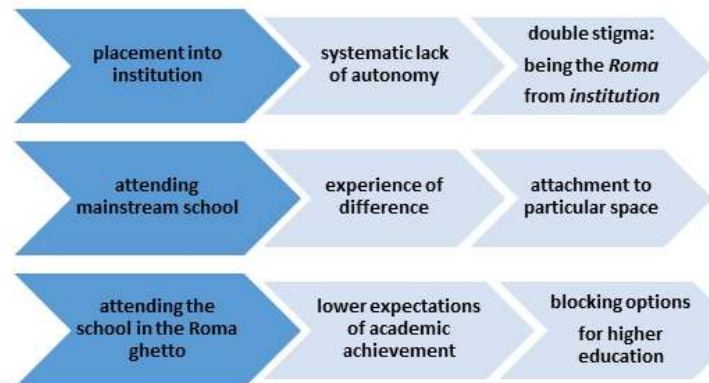 placement into
institution
systematic lack
of autonomy
double stigma:
being the Roma
from institution
attending
mainstream school
experience of
difference
attachment to
particular space
attending the
school in the Roma
ghetto
lower expectations
of academic
achievement
blocking options
for higher
education